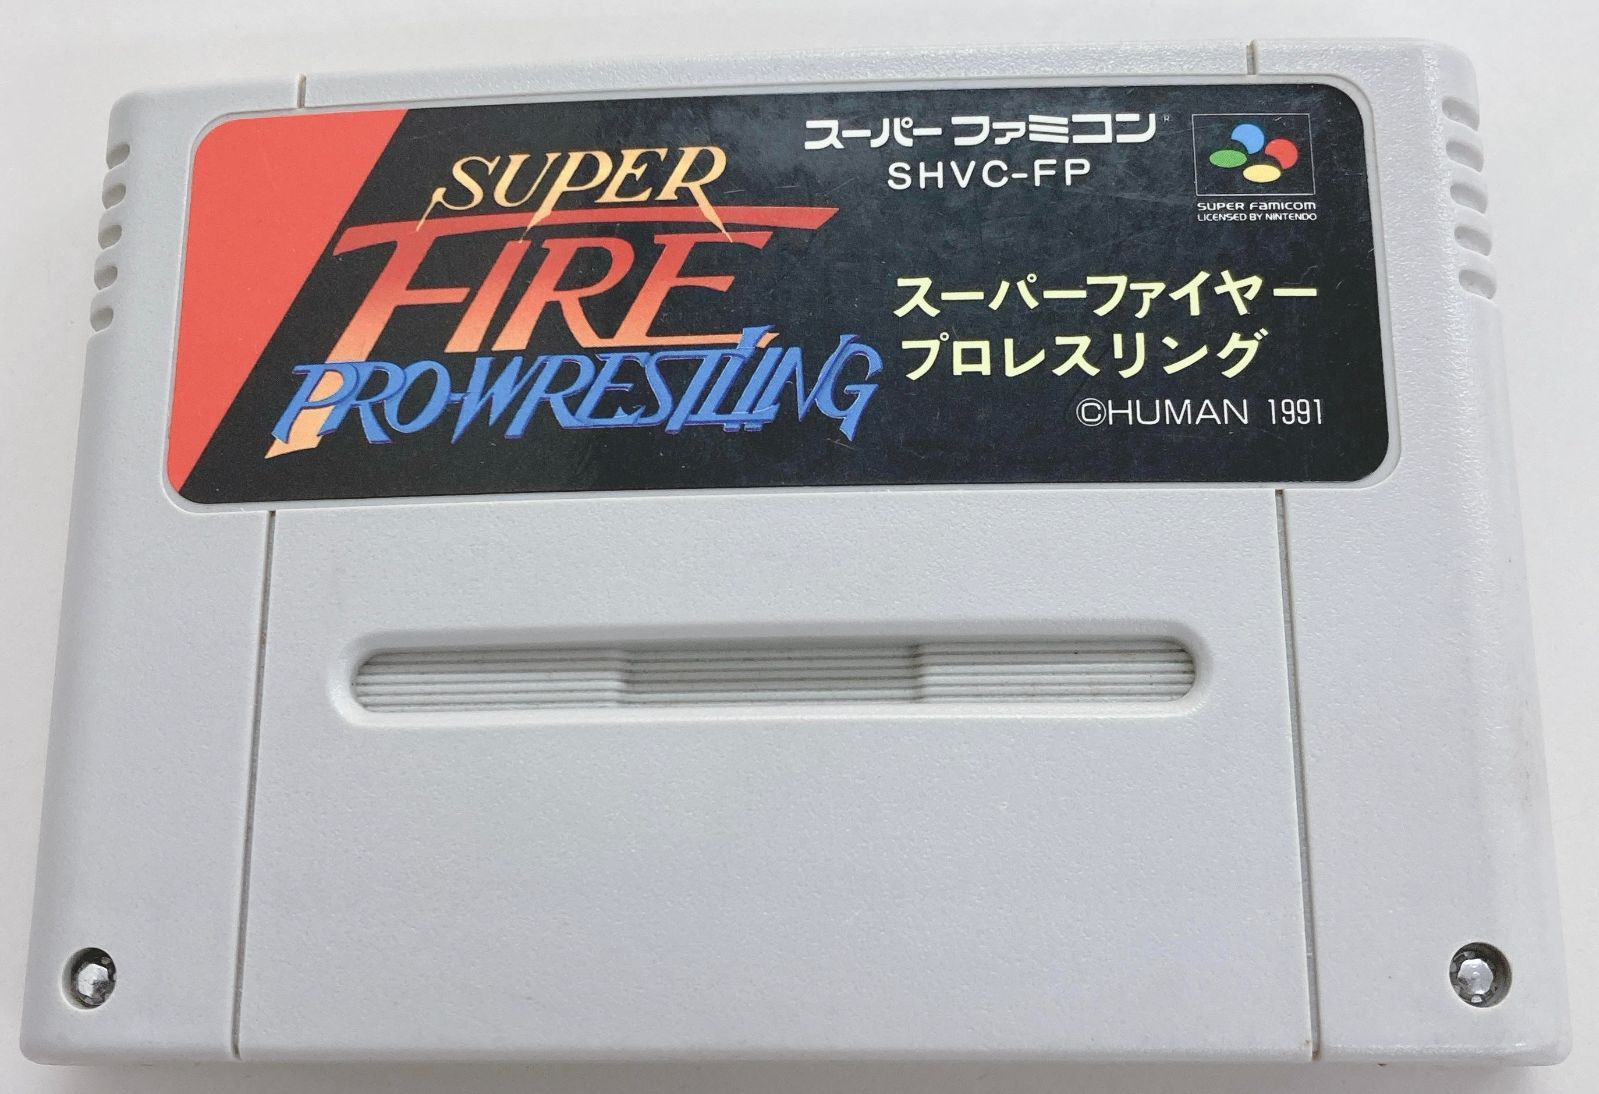 SUPER
FIRE
PRO-WRESTLING
スーパーファミコン
SHVC-FP
SUPER FAMICOM
LICENSED BY NINTENDO
スーパーファイヤー
プロレスリング
©HUMAN 1991